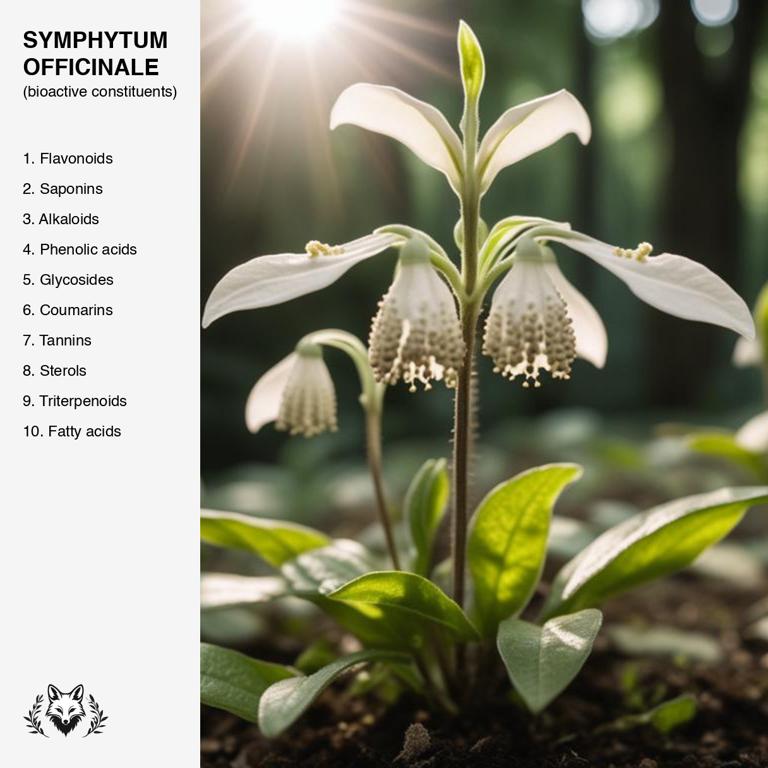 SYMPHYTUM
OFFICINALE
(bioactive constituents)
1. Flavonoids
2. Saponins
3. Alkaloids
4. Phenolic acids
5. Glycosides
6. Coumarins
7. Tannins
8. Sterols
9. Triterpenoids
10. Fatty acids